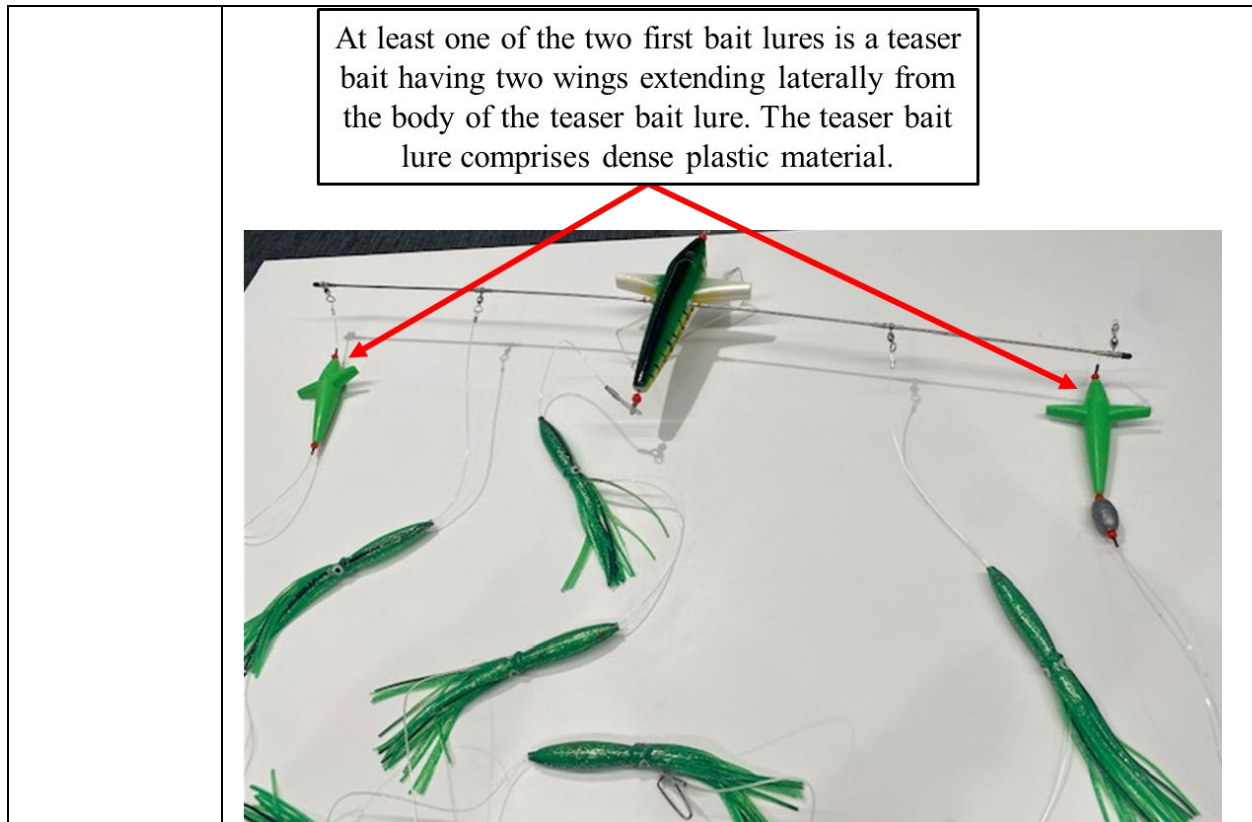 At least one of the two first bait lures is a teaser
bait having two wings extending laterally from
the body of the teaser bait lure. The teaser bait
lure comprises dense plastic material.